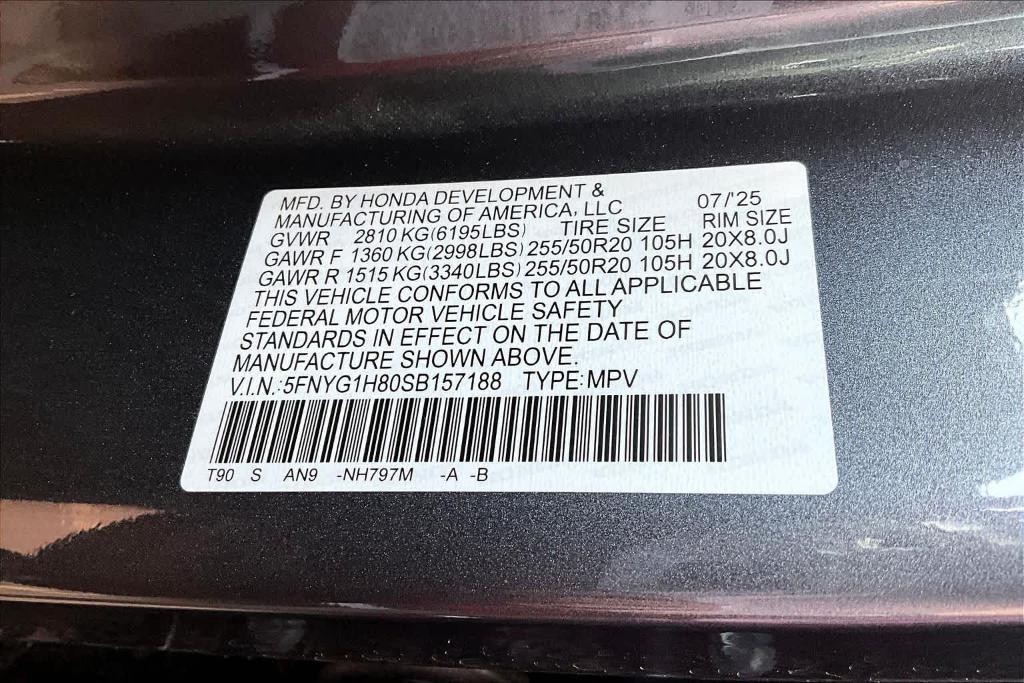 MFD. BY HONDA DEVELOPMENT & 07/'25
MANUFACTURING OF AMERICA, LLC
GVWR 2810 KG(6195LBS) TIRE SIZE RIM SIZE
GAWR F 1360 KG(2998LBS) 255/50R20 105H 20X8.0J
GAWR R 1515 KG(3340LBS) 255/50R20 105H 20X8.0J
THIS VEHICLE CONFORMS TO ALL APPLICABLE
FEDERAL MOTOR VEHICLE SAFETY
STANDARDS IN EFFECT ON THE DATE OF
MANUFACTURE SHOWN ABOVE.
V.I.N.:5FNYG1H80SB157188 TYPE:MPV
T90 S AN9 -NH797M -A -B